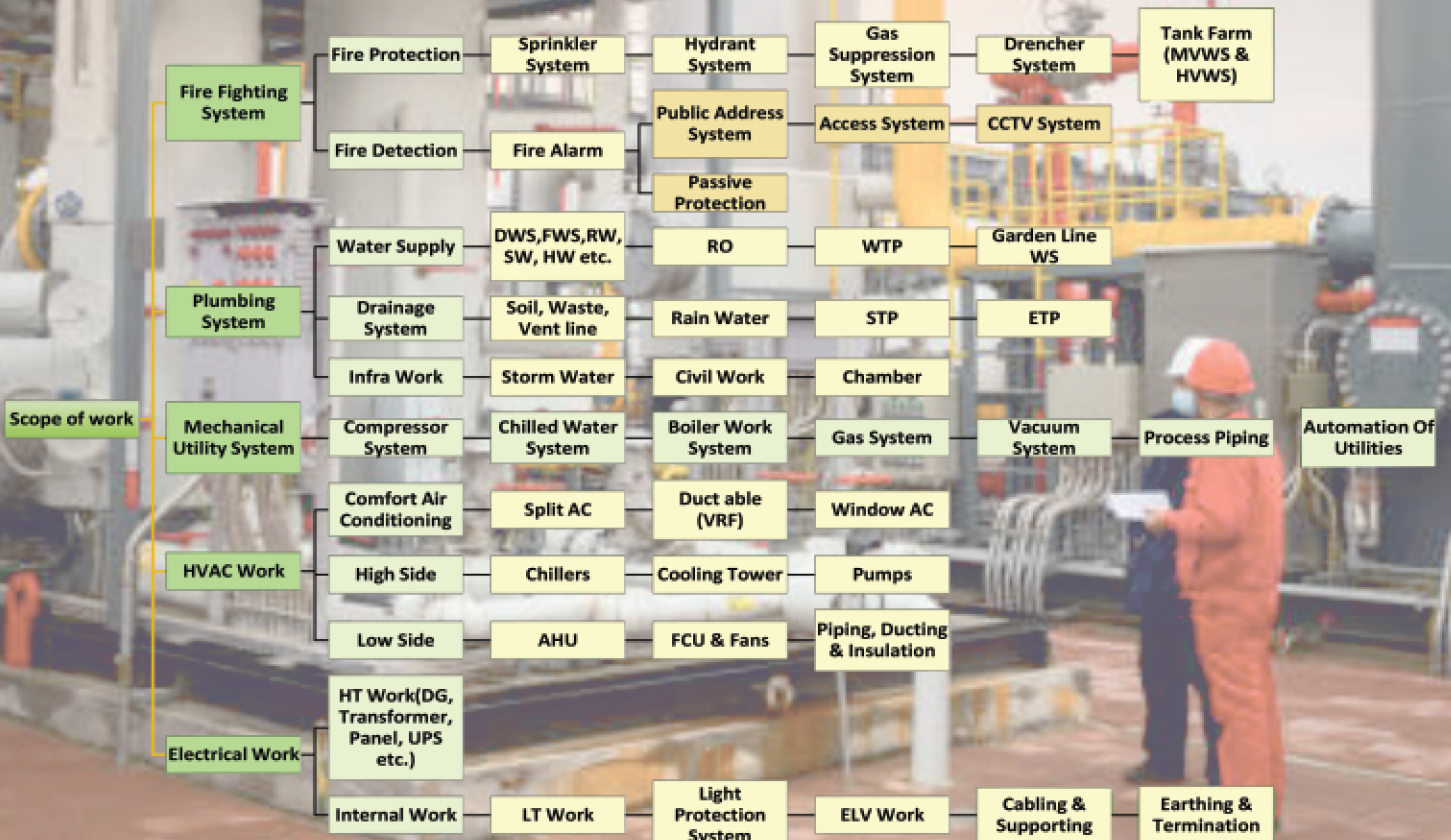 Scope of work
Fire Fighting
System
Fire Protection
Sprinkler
System
Hydrant
System
Gas
Suppression
System
Drencher
System
Tank Farm
(MVWS &
HVWS)
Fire Detection
Fire Alarm
Public Address
System
Access System
CCTV System
Passive
Protection
Plumbing
System
Water Supply
DWS,FWS,RW,
SW, HW etc.
RO
WTP
Garden Line
WS
Drainage
System
Soil, Waste,
Vent line
Rain Water
STP
ETP
Infra Work
Storm Water
Civil Work
Chamber
Mechanical
Utility System
Compressor
System
Chilled Water
System
Boiler Work
System
Gas System
Vacuum
System
Process Piping
Automation Of
Utilities
HVAC Work
Comfort Air
Conditioning
Split AC
Duct able
(VRF)
Window AC
High Side
Chillers
Cooling Tower
Pumps
Low Side
AHU
FCU & Fans
Piping, Ducting
& Insulation
Electrical Work
HT Work(DG,
Transformer,
Panel, UPS
etc.)
Internal Work
LT Work
Light
Protection
System
ELV Work
Cabling &
Supporting
Earthing &
Termination